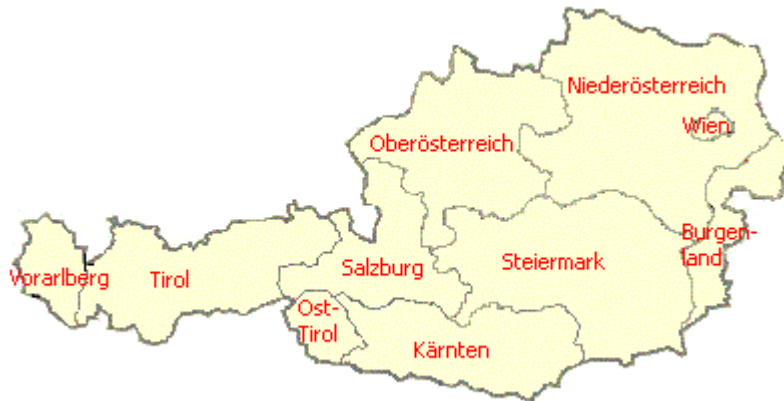 Niederösterreich
Wien
Oberösterreich
Burgen-
land
Vorarlberg
Tirol
Salzburg
Steiermark
Ost-
Tirol
Kärnten